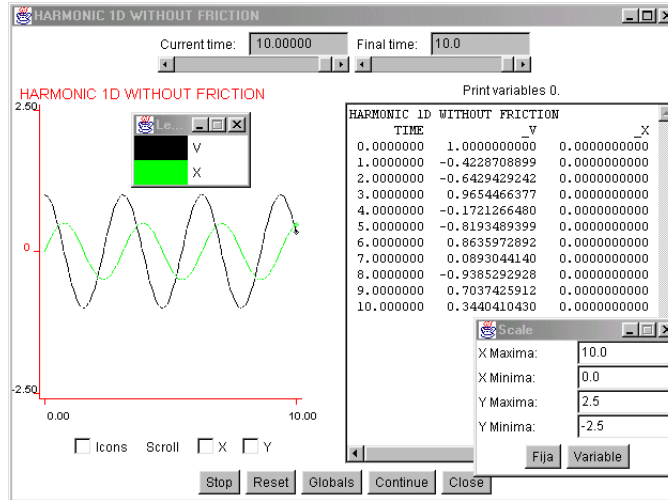 HARMONIC 1D WITHOUT FRICTION
Current time: 10.00000 Final time: 10.0
HARMONIC 1D WITHOUT FRICTION
2.50
0
-2.50
0.00 10.00
Le...
V
X
Print variables 0.
HARMONIC 1D WITHOUT FRICTION
TIME _V _X
0.0000000 1.0000000000 0.0000000000
1.0000000 -0.4228708899 0.0000000000
2.0000000 -0.6429429242 0.0000000000
3.0000000 0.9654466377 0.0000000000
4.0000000 -0.1721266480 0.0000000000
5.0000000 -0.8193489399 0.0000000000
6.0000000 0.8635972892 0.0000000000
7.0000000 0.0893044140 0.0000000000
8.0000000 -0.9385292928 0.0000000000
9.0000000 0.7037425912 0.0000000000
10.000000 0.3440410430 0.0000000000
Scale
X Maxima: 10.0
X Minima: 0.0
Y Maxima: 2.5
Y Minima: -2.5
Fija Variable
Icons Scroll X Y
Stop Reset Globals Continue Close